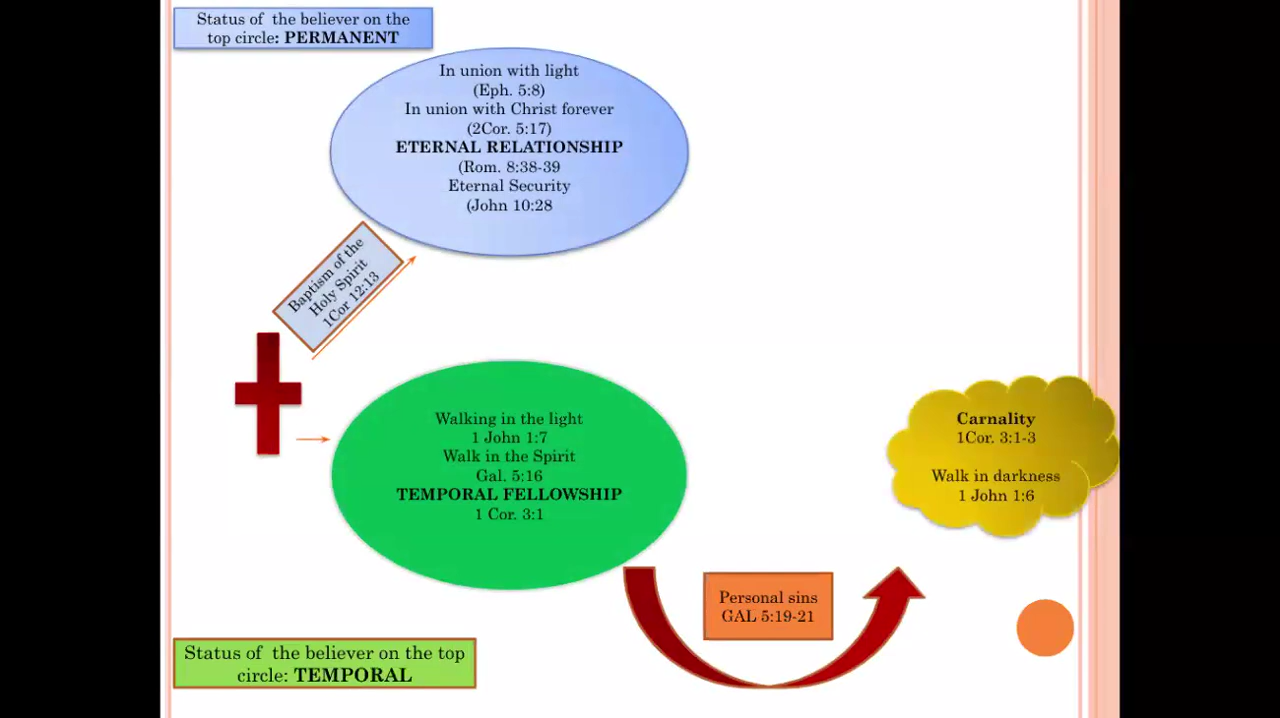 Status of the believer on the
top circle: PERMANENT
In union with light
(Eph. 5:8)
In union with Christ forever
(2Cor. 5:17)
ETERNAL RELATIONSHIP
(Rom. 8:38-39
Eternal Security
(John 10:28
Baptism of the
Holy Spirit
1Cor 12:13
Walking in the light
1 John 1:7
Walk in the Spirit
Gal. 5:16
TEMPORAL FELLOWSHIP
1 Cor. 3:1
Carnality
1Cor. 3:1-3
Walk in darkness
1 John 1:6
Personal sins
GAL 5:19-21
Status of the believer on the top
circle: TEMPORAL